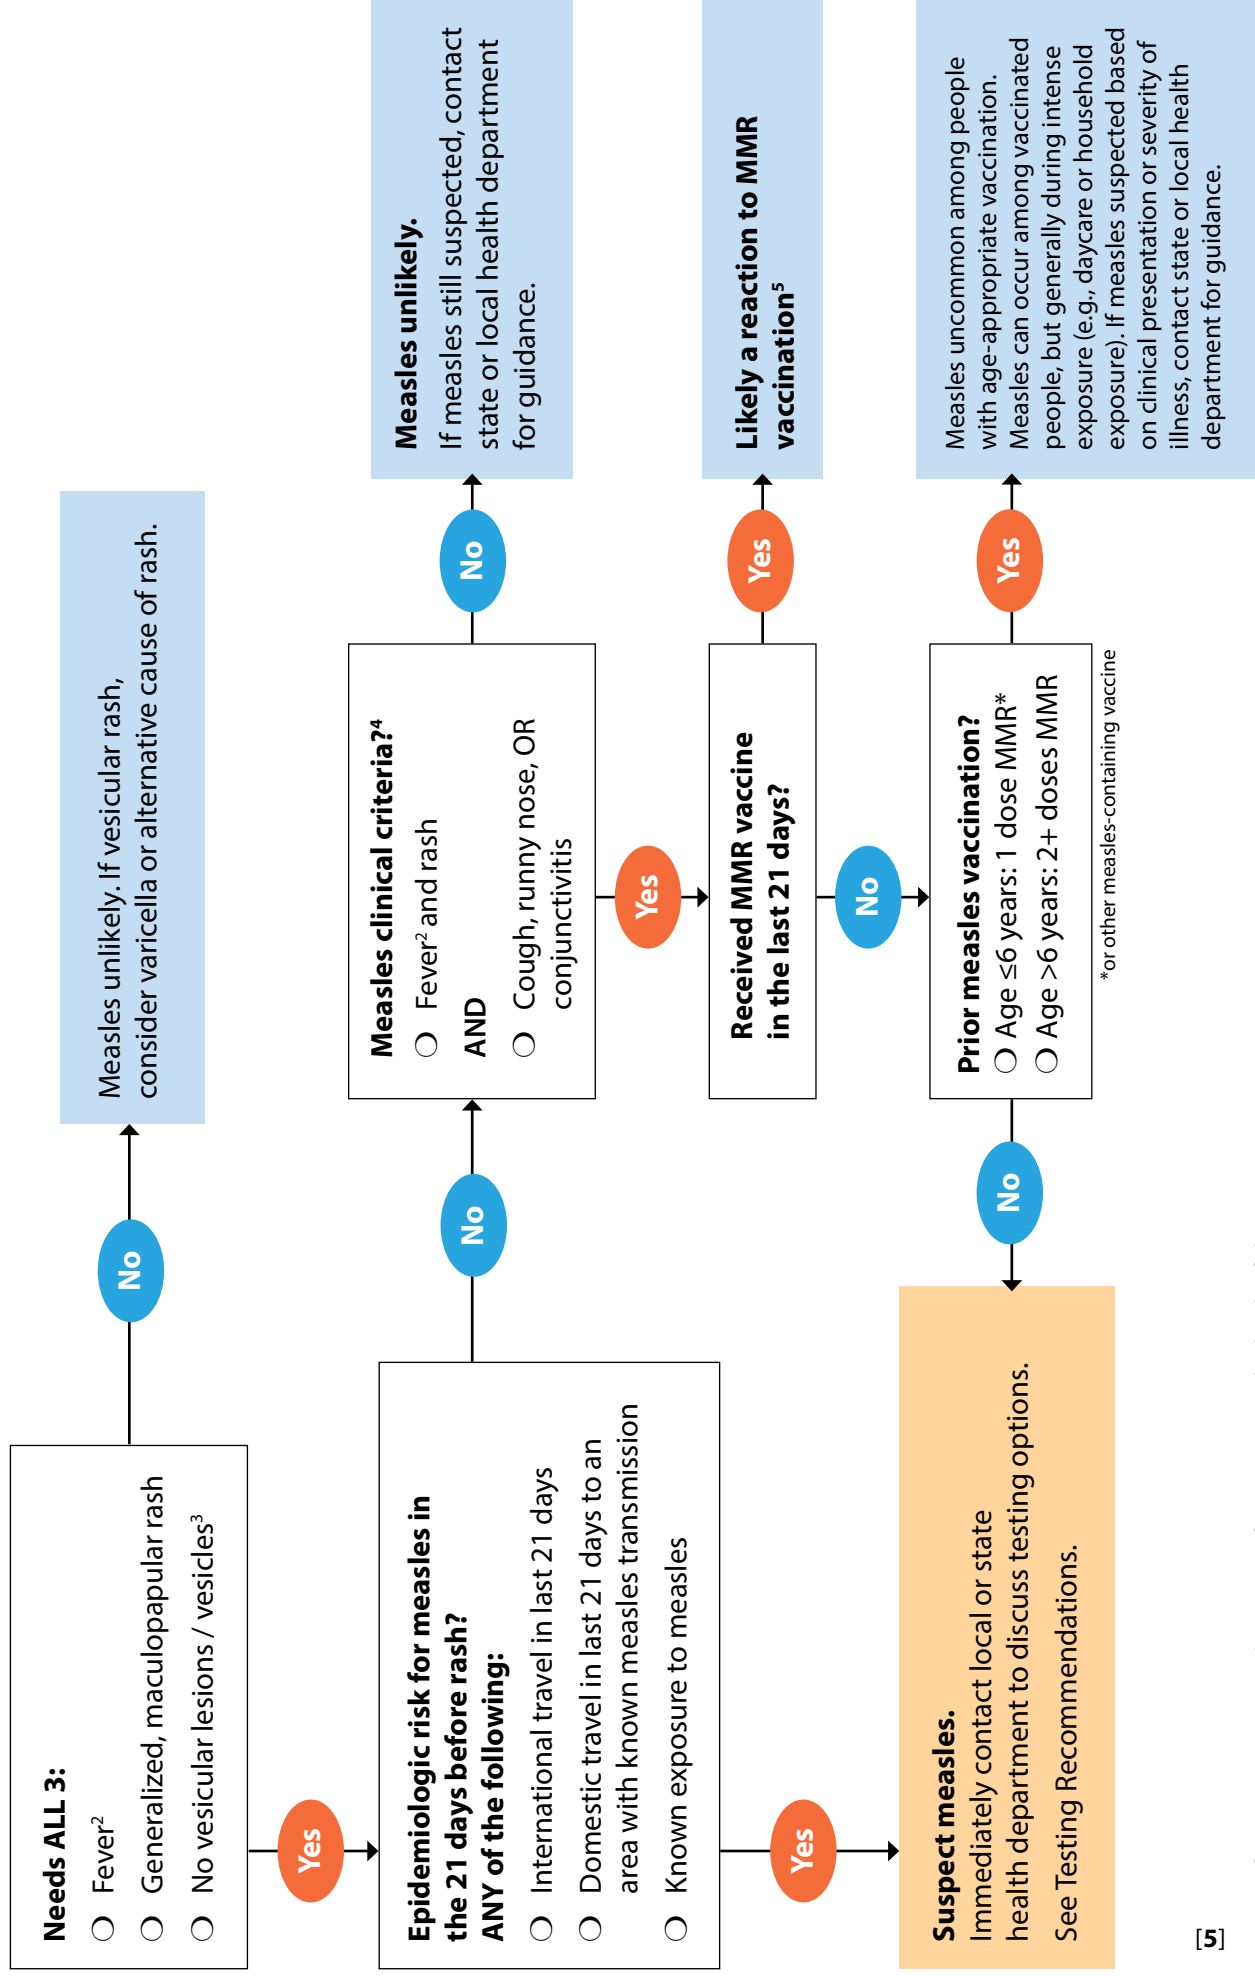 Needs ALL 3:
❍ Fever2
❍ Generalized, maculopapular rash
❍ No vesicular lesions / vesicles3
No
Measles unlikely. If vesicular rash,
consider varicella or alternative cause of rash.
Yes
Epidemiologic risk for measles in
the 21 days before rash?
ANY of the following:
❍ International travel in last 21 days
❍ Domestic travel in last 21 days to an
area with known measles transmission
❍ Known exposure to measles
No
Measles clinical criteria?4
❍ Fever2 and rash
AND
❍ Cough, runny nose, OR
conjunctivitis
No
Measles unlikely.
If measles still suspected, contact
state or local health department
for guidance.
Yes
Received MMR vaccine
in the last 21 days?
Yes
Likely a reaction to MMR
vaccination5
No
Prior measles vaccination?
❍ Age ≤6 years: 1 dose MMR*
❍ Age >6 years: 2+ doses MMR
*or other measles-containing vaccine
Yes
Measles uncommon among people
with age-appropriate vaccination.
Measles can occur among vaccinated
people, but generally during intense
exposure (e.g., daycare or household
exposure). If measles suspected based
on clinical presentation or severity of
illness, contact state or local health
department for guidance.
No
Yes
Suspect measles.
Immediately contact local or state
health department to discuss testing options.
See Testing Recommendations.
[5]